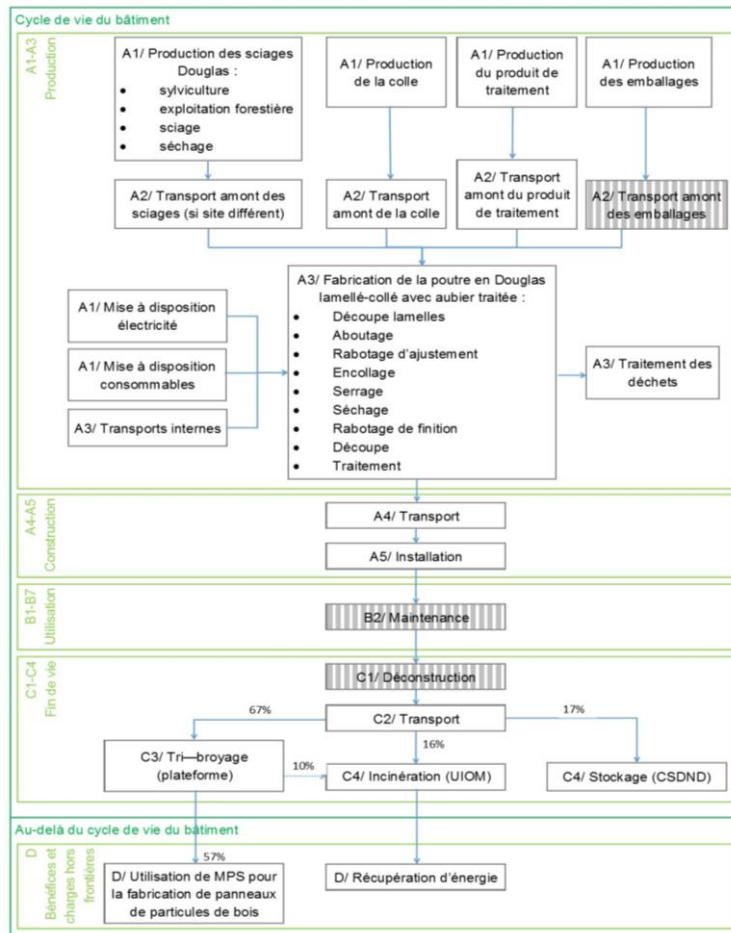 Cycle de vie du bâtiment
A1-A3
Production
A1/ Production des sciages
Douglas :
• sylviculture
• exploitation forestière
• sciage
• séchage
A1/ Production
de la colle
A1/ Production
du produit de
traitement
A1/ Production
des emballages
A2/ Transport amont des
sciages (si site différent)
A2/ Transport
amont de la colle
A2/ Transport
amont du produit
de traitement
A2/ Transport amont
des emballages
A1/ Mise à disposition
électricité
A1/ Mise à disposition
consommables
A3/ Transports internes
A3/ Fabrication de la poutre en Douglas
lamellé-collé avec aubier traitée :
• Découpe lamelles
• Aboutage
• Rabotage d'ajustement
• Encollage
• Serrage
• Séchage
• Rabotage de finition
• Découpe
• Traitement
A3/ Traitement des
déchets
A4-A5
Construction
A4/ Transport
A5/ Installation
B1-B7
Utilisation
B2/ Maintenance
C1-C4
Fin de vie
C1/ Déconstruction
67%
C2/ Transport
17%
16%
C3/ Tri—broyage
(plateforme)
10%
C4/ Incinération (UIOM)
C4/ Stockage (CSDND)
Au-delà du cycle de vie du bâtiment
D
Bénéfices et
charges hors
frontières
57%
D/ Utilisation de MPS pour
la fabrication de panneaux
de particules de bois
D/ Récupération d'énergie